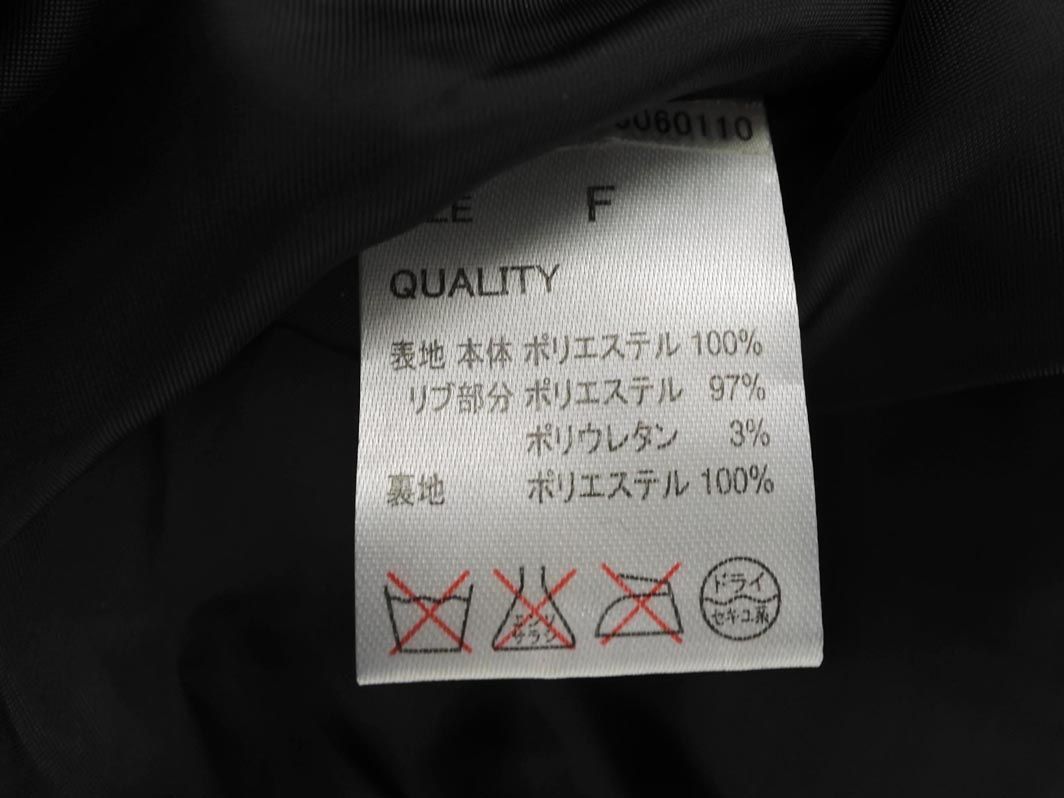 060110
F
QUALITY
表地 本体 ポリエステル 100%
リブ部分 ポリエステル 97%
ポリウレタン 3%
裏地 ポリエステル 100%
エンソ
サラシ
ドライ
セキユ系